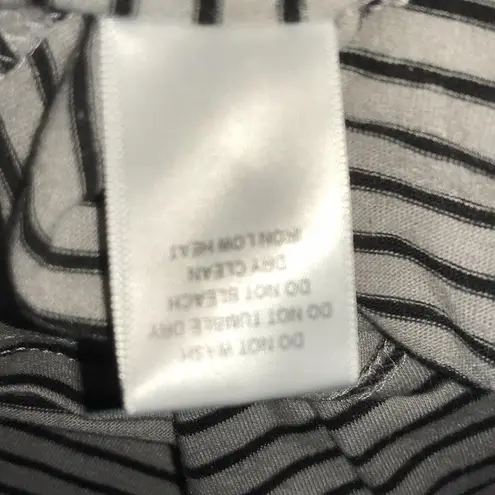 DO NOT WASH
DO NOT TUMBLE DRY
DO NOT BLEACH
DRY CLEAN
IRON LOW HEAT